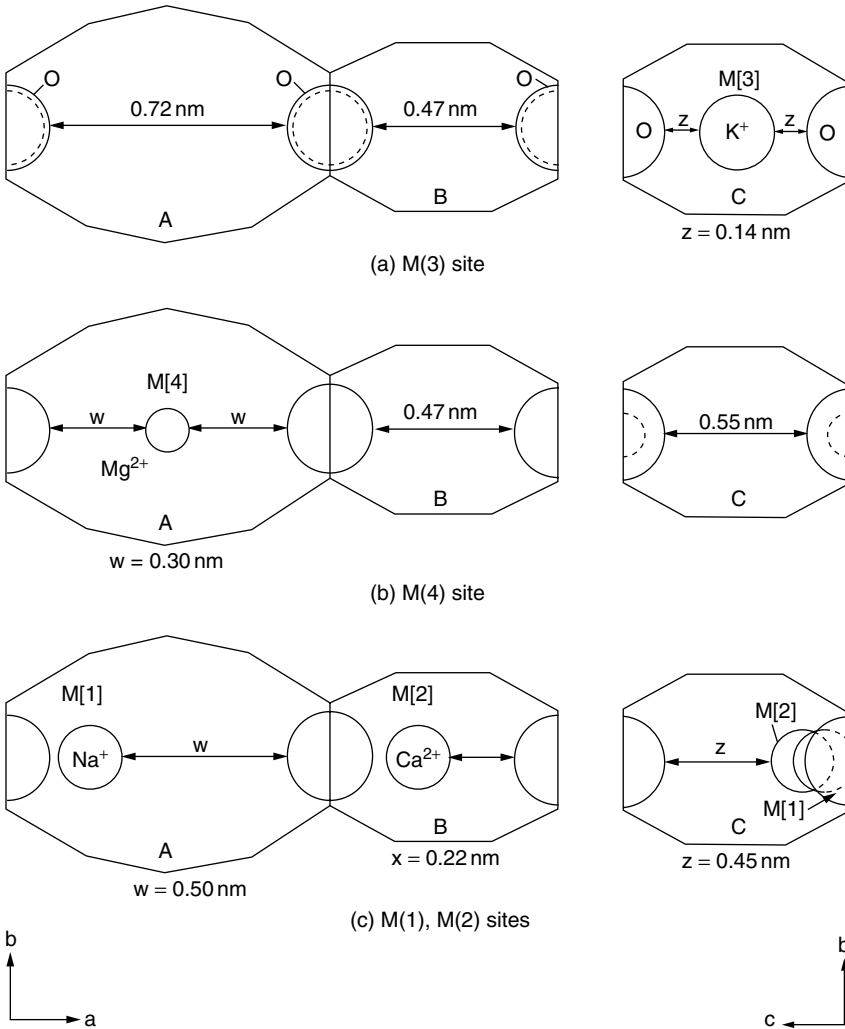 O O O M[3]
0.72 nm 0.47 nm z z
O K⁺ O
A B C
z = 0.14 nm
(a) M(3) site
M[4]
w w 0.47 nm 0.55 nm
Mg²⁺
A B C
w = 0.30 nm
(b) M(4) site
M[1] M[2] M[2]
Na⁺ w Ca²⁺ z
M[1]
A B C
w = 0.50 nm x = 0.22 nm z = 0.45 nm
(c) M(1), M(2) sites
b b
a c